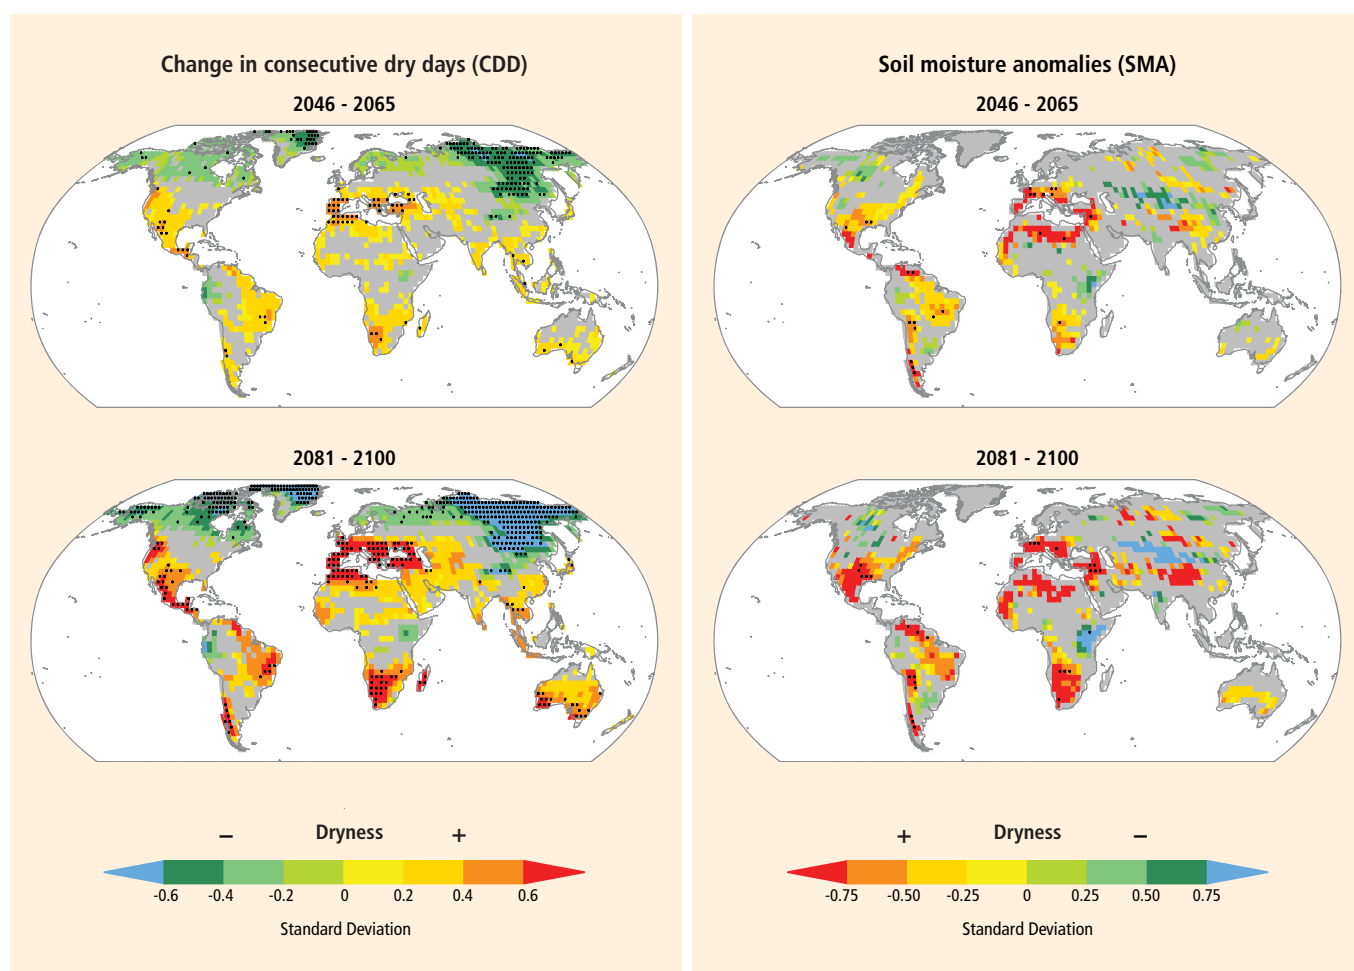 Change in consecutive dry days (CDD)
2046 - 2065
2081 - 2100
– Dryness +
-0.6 -0.4 -0.2 0 0.2 0.4 0.6
Standard Deviation
Soil moisture anomalies (SMA)
2046 - 2065
2081 - 2100
+ Dryness –
-0.75 -0.50 -0.25 0 0.25 0.50 0.75
Standard Deviation